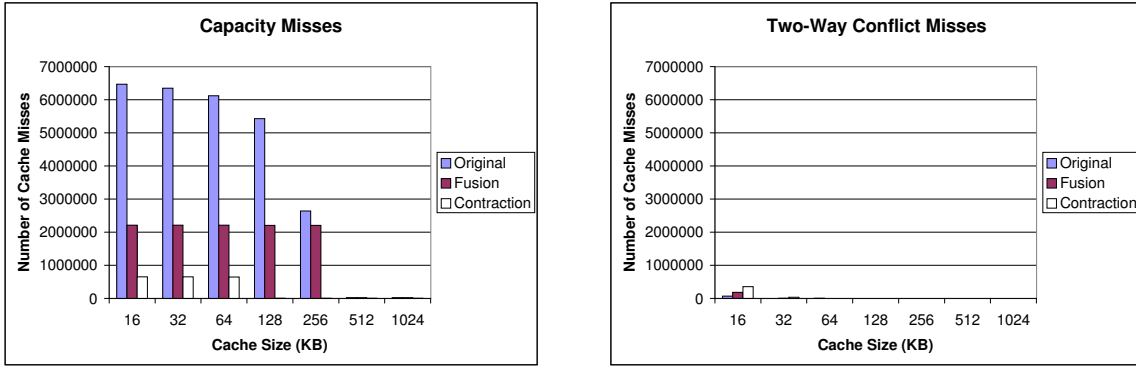 Capacity Misses
7000000
6000000
5000000
4000000
3000000
2000000
1000000
0
Number of Cache Misses
16 32 64 128 256 512 1024
Cache Size (KB)
Original
Fusion
Contraction
Two-Way Conflict Misses
7000000
6000000
5000000
4000000
3000000
2000000
1000000
0
Number of Cache Misses
16 32 64 128 256 512 1024
Cache Size (KB)
Original
Fusion
Contraction